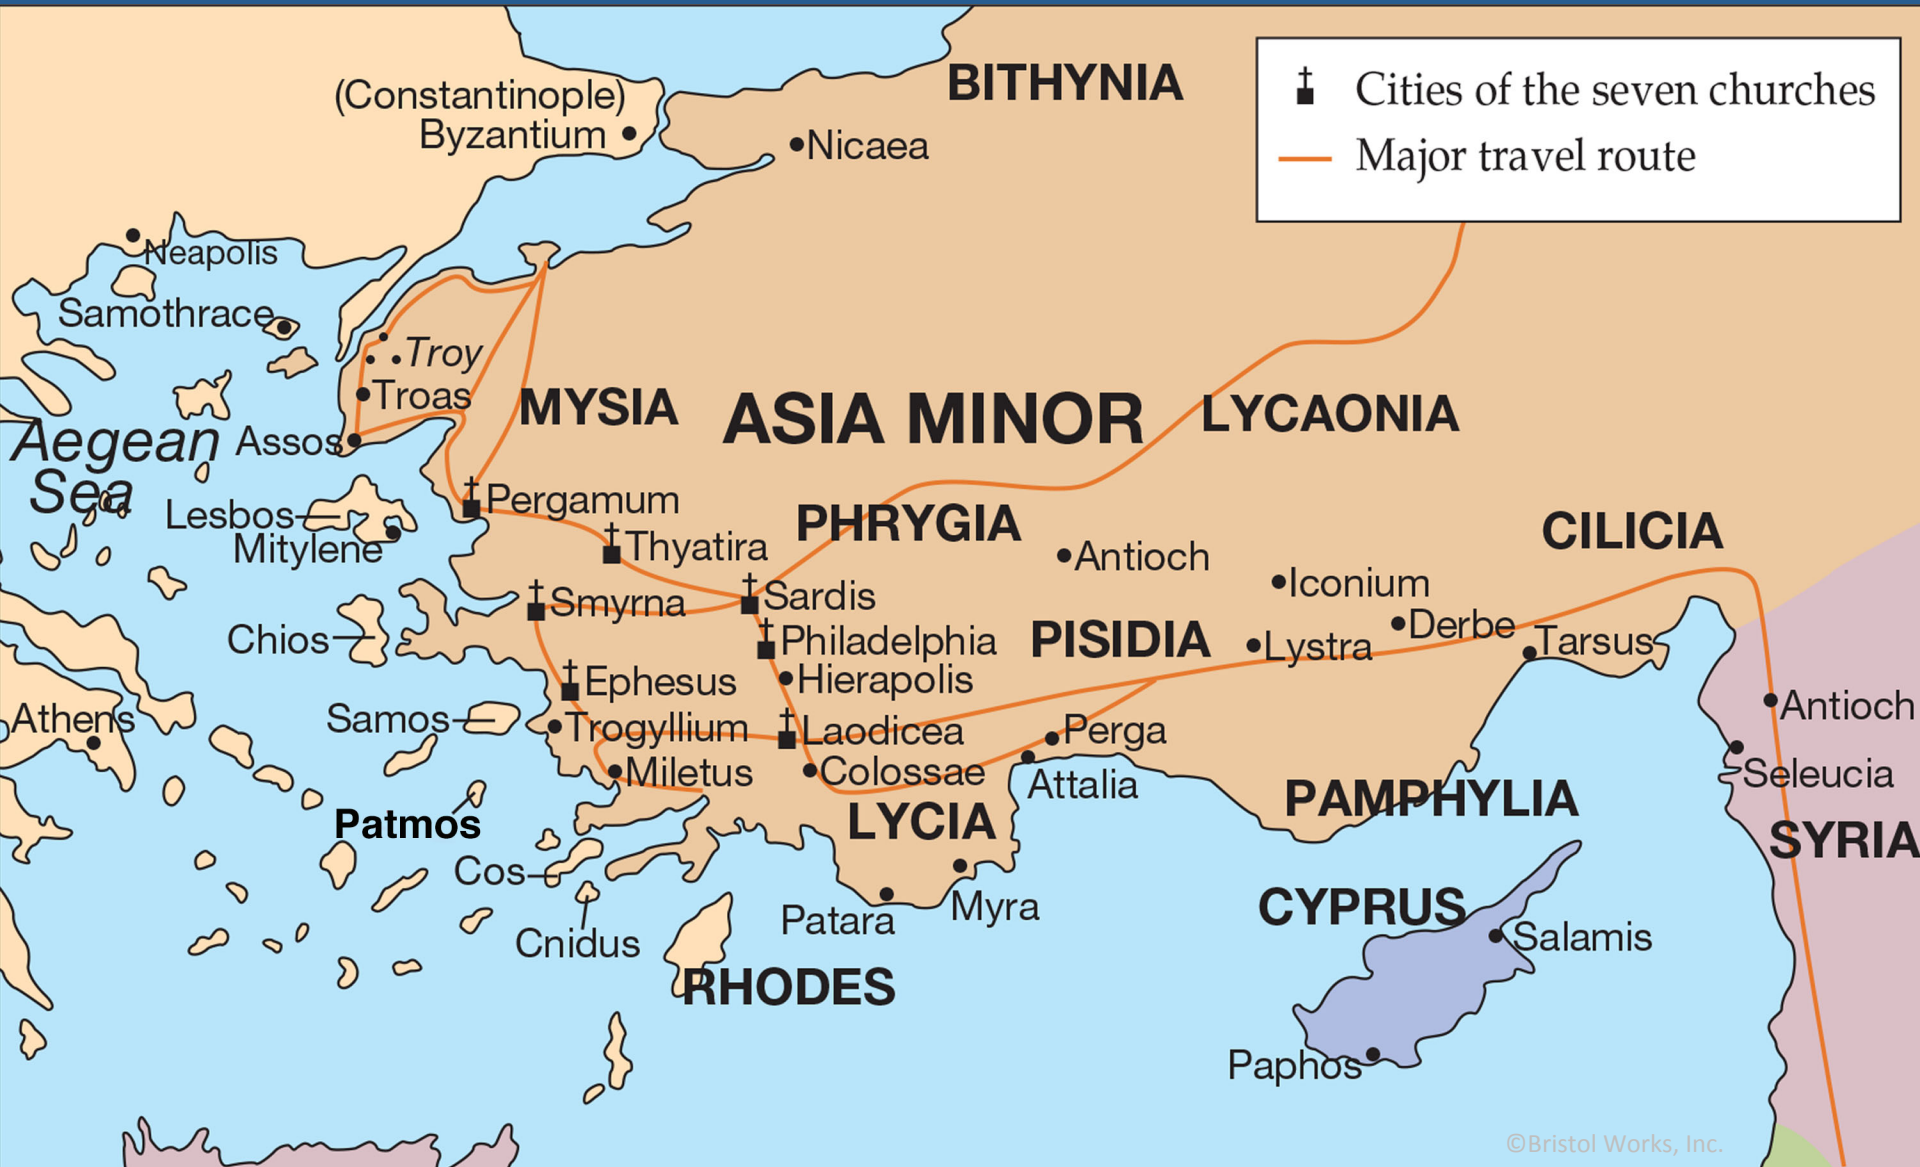 BITHYNIA
Cities of the seven churches
Major travel route
(Constantinople)
Byzantium
Nicaea
Neapolis
Samothrace
Troy
Troas
MYSIA
ASIA MINOR
LYCAONIA
Aegean
Sea
Assos
Lesbos
Mitylene
Pergamum
PHRYGIA
Thyatira
Antioch
CILICIA
Iconium
Smyrna
Sardis
Derbe
Chios
Philadelphia
PISIDIA
Lystra
Tarsus
Ephesus
Hierapolis
Athens
Samos
Trogyllium
Laodicea
Perga
Antioch
Miletus
Colossae
Attalia
Seleucia
Patmos
LYCIA
PAMPHYLIA
SYRIA
Cos
Patara
Myra
CYPRUS
Cnidus
Salamis
RHODES
Paphos
©Bristol Works, Inc.